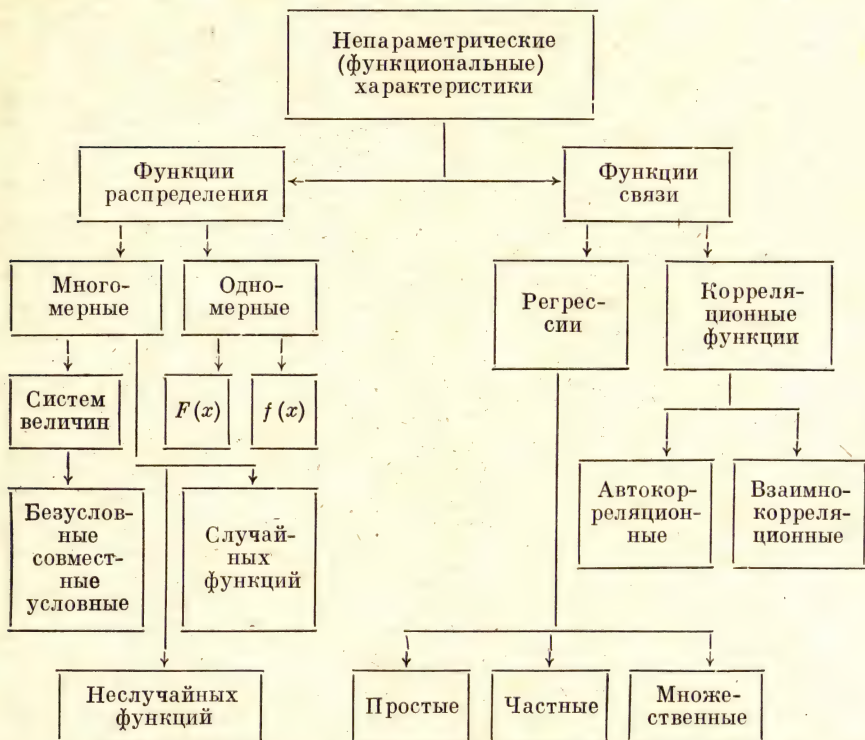 Непараметрические
(функциональные)
характеристики
Функции
распределения
Функции
связи
Много-
мерные
Одно-
мерные
Регрес-
сии
Корреля-
ционные
функции
Систем
величин
F(x)
f(x)
Безуслов-
ные
совмест-
ные
условные
Случай-
ных
функций
Автокор-
реляцион-
ные
Взаимно-
корреля-
ционные
Неслучайных
функций
Простые
Частные
Множе-
ственные